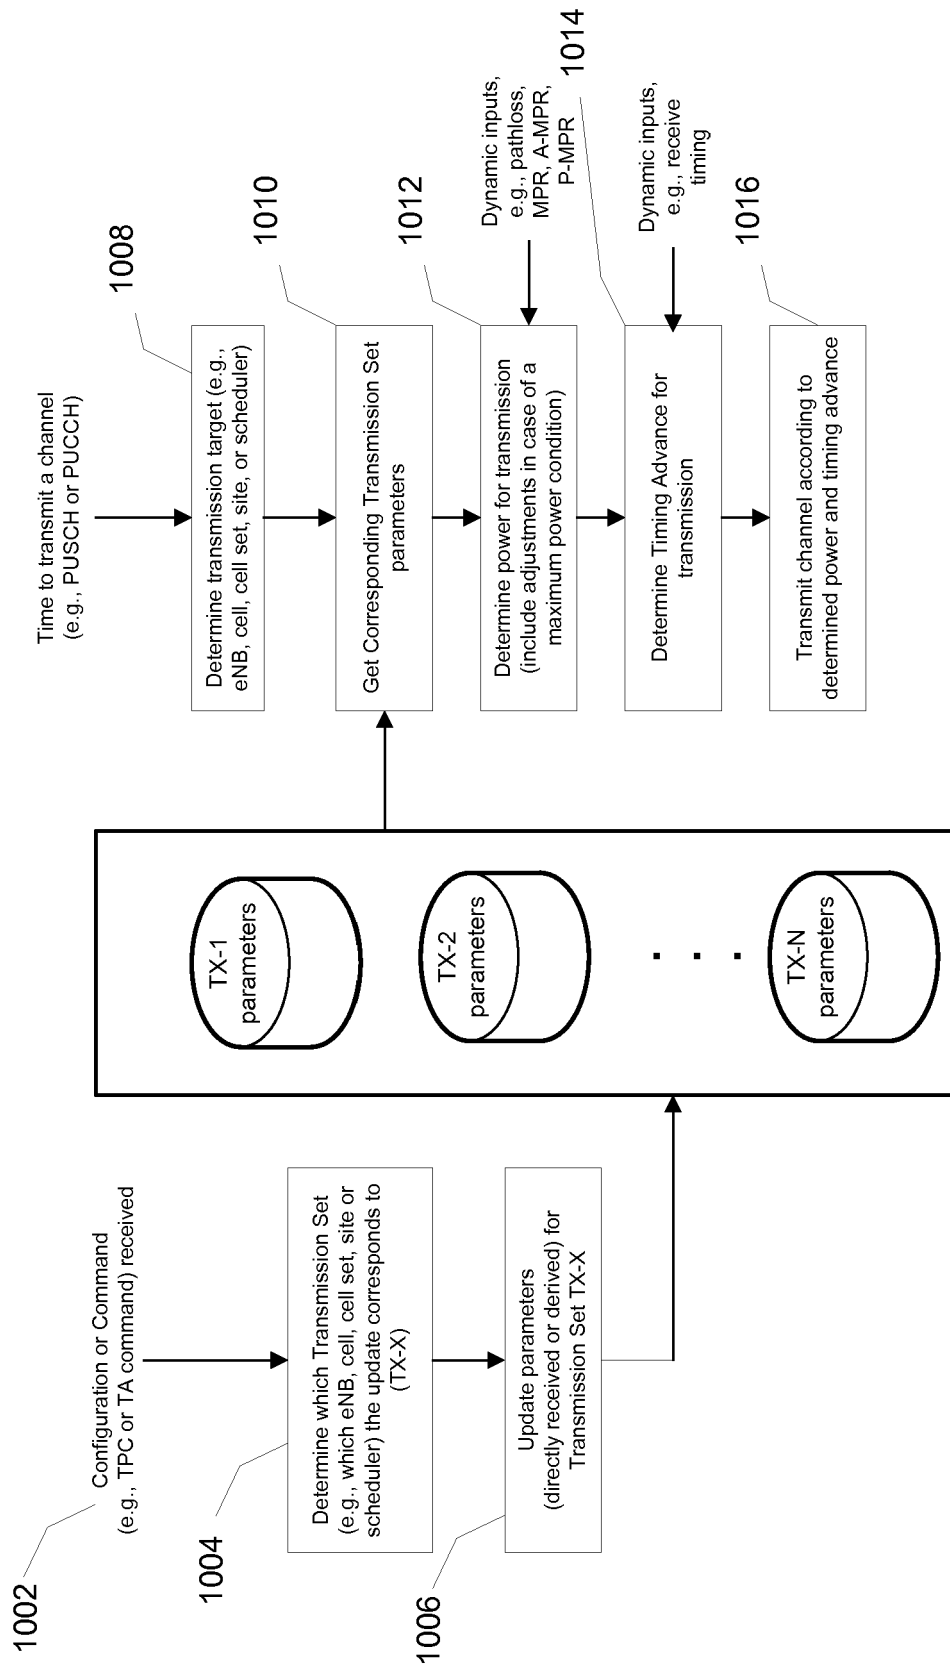 1002
Configuration or Command
(e.g., TPC or TA command) received
1004
Determine which Transmission Set
(e.g., which eNB, cell, cell set, site or
scheduler) the update corresponds to
(TX-X)
1006
Update parameters
(directly received or derived) for
Transmission Set TX-X
TX-1
parameters
TX-2
parameters
. . .
TX-N
parameters
Time to transmit a channel
(e.g., PUSCH or PUCCH)
1008
Determine transmission target (e.g.,
eNB, cell, cell set, site, or scheduler)
1010
Get Corresponding Transmission Set
parameters
1012
Determine power for transmission
(include adjustments in case of a
maximum power condition)
Dynamic inputs,
e.g., pathloss,
MPR, A-MPR,
P-MPR
1014
Determine Timing Advance for
transmission
Dynamic inputs,
e.g., receive
timing
1016
Transmit channel according to
determined power and timing advance